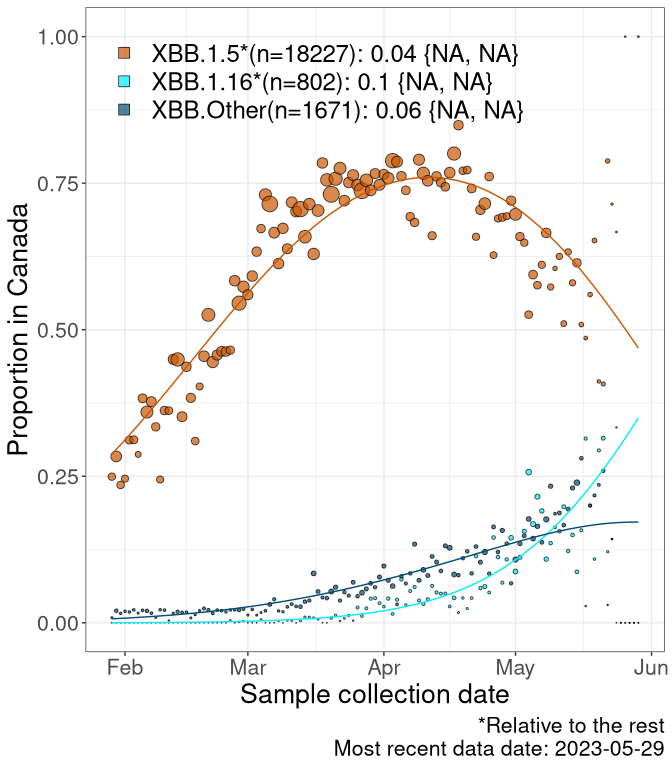 XBB.1.5*(n=18227): 0.04 {NA, NA}
XBB.1.16*(n=802): 0.1 {NA, NA}
XBB.Other(n=1671): 0.06 {NA, NA}
Proportion in Canada
1.00
0.75
0.50
0.25
0.00
Feb Mar Apr May Jun
Sample collection date
*Relative to the rest
Most recent data date: 2023-05-29